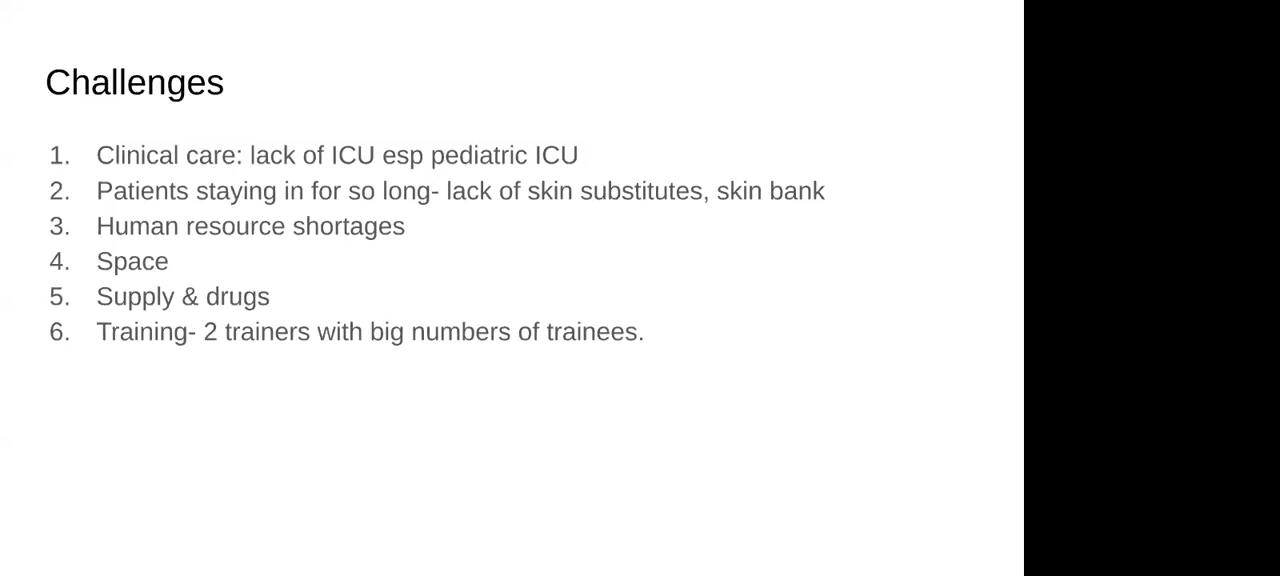 Challenges
1. Clinical care: lack of ICU esp pediatric ICU
2. Patients staying in for so long- lack of skin substitutes, skin bank
3. Human resource shortages
4. Space
5. Supply & drugs
6. Training- 2 trainers with big numbers of trainees.